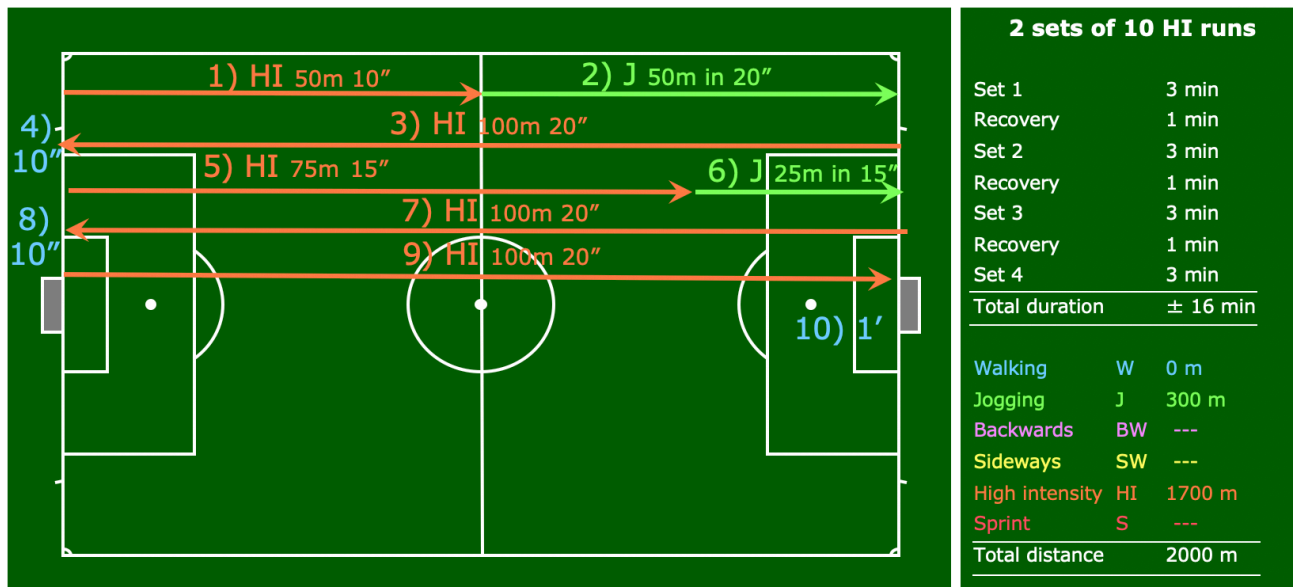 1) HI 50m 10”
2) J 50m in 20”
3) HI 100m 20”
4)
10”
5) HI 75m 15”
6) J 25m in 15”
7) HI 100m 20”
8)
10”
9) HI 100m 20”
10) 1’
2 sets of 10 HI runs
Set 1 3 min
Recovery 1 min
Set 2 3 min
Recovery 1 min
Set 3 3 min
Recovery 1 min
Set 4 3 min
Total duration ± 16 min
Walking W 0 m
Jogging J 300 m
Backwards BW ---
Sideways SW ---
High intensity HI 1700 m
Sprint S ---
Total distance 2000 m